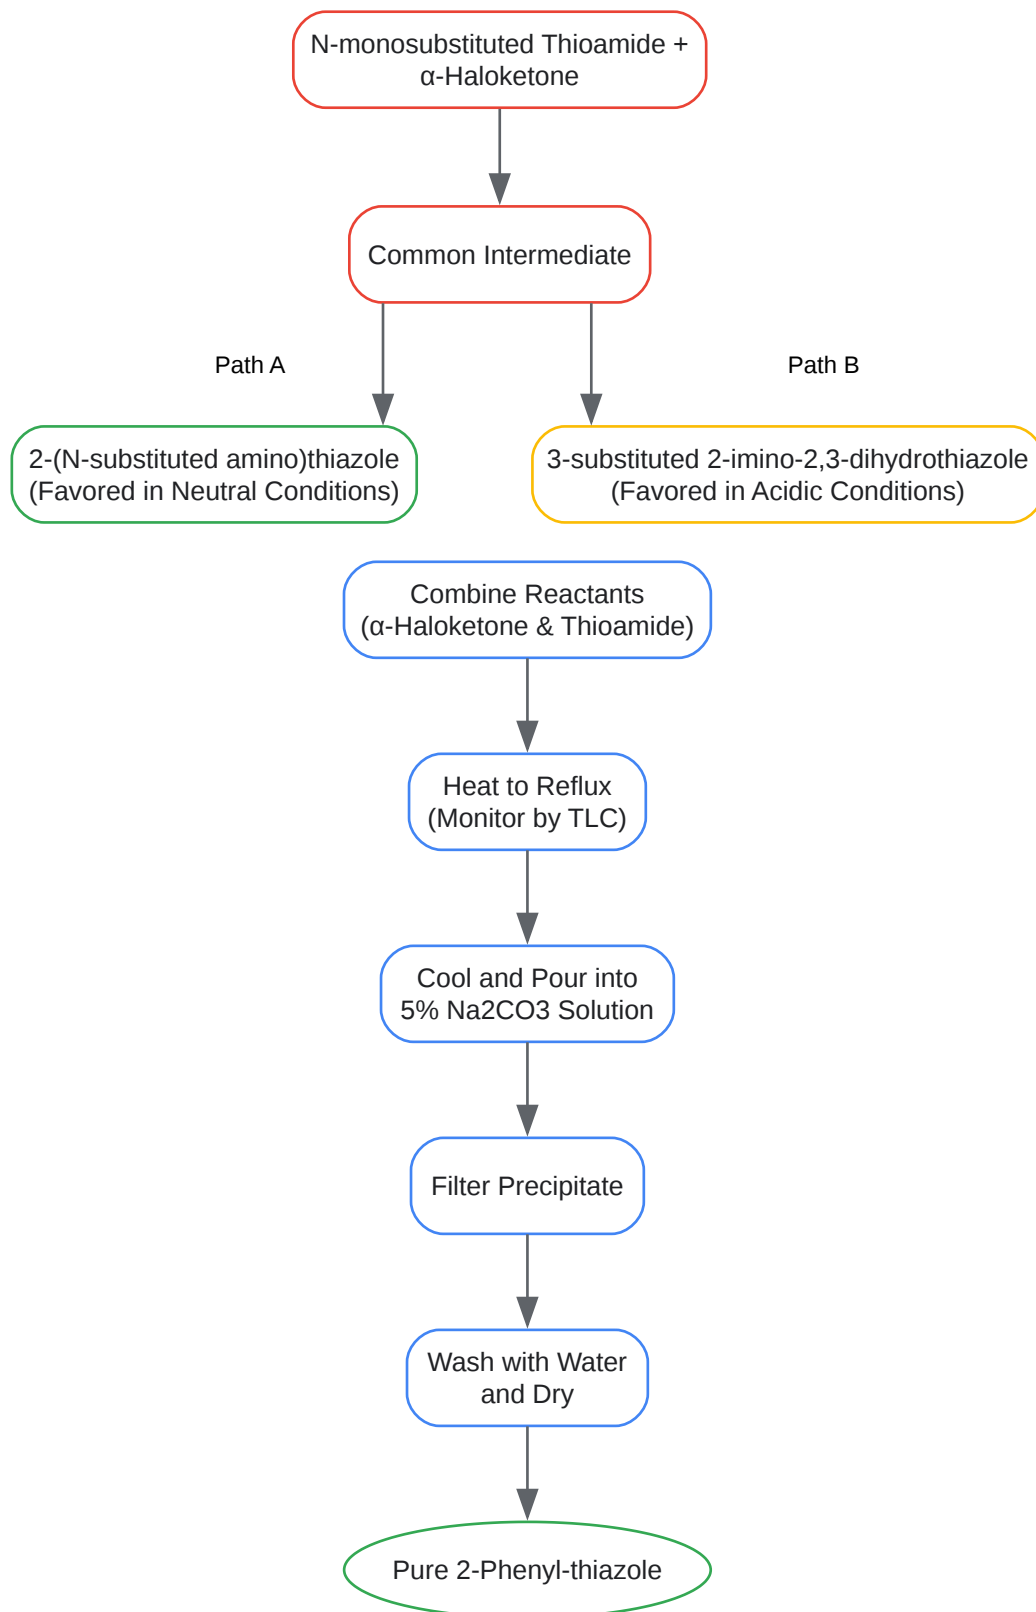 N-monosubstituted Thioamide +
α-Haloketone
Common Intermediate
Path A
Path B
2-(N-substituted amino)thiazole
(Favored in Neutral Conditions)
3-substituted 2-imino-2,3-dihydrothiazole
(Favored in Acidic Conditions)
Combine Reactants
(α-Haloketone & Thioamide)
Heat to Reflux
(Monitor by TLC)
Cool and Pour into
5% Na2CO3 Solution
Filter Precipitate
Wash with Water
and Dry
Pure 2-Phenyl-thiazole